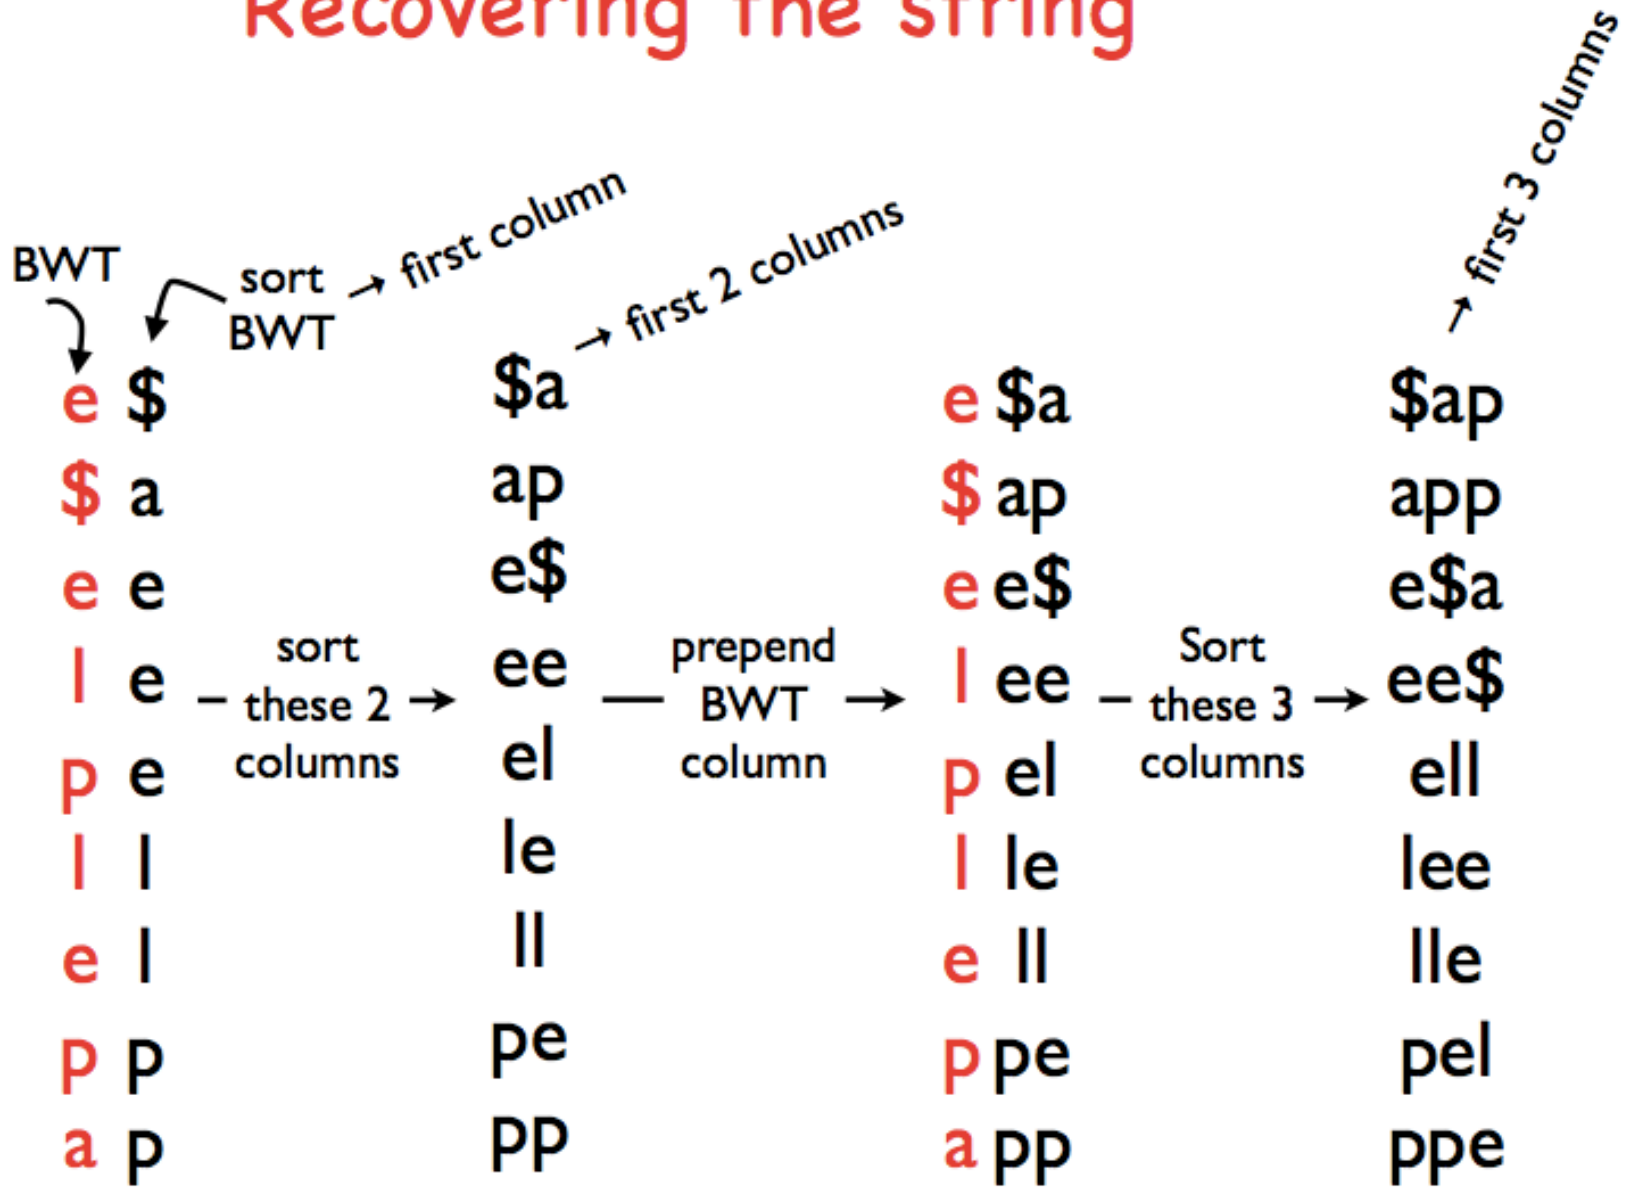 Recovering the string
BWT
sort
BWT
→ first column
→ first 2 columns
→ first 3 columns
e $ $a e $a $ap
$ a ap $ ap app
e e e$ e e$ e$a
l e ee l ee ee$
p e el p el ell
l l le l le lee
e l ll e ll lle
p p pe p pe pel
a p pp a pp ppe
sort
these 2
columns
prepend
BWT
column
Sort
these 3
columns